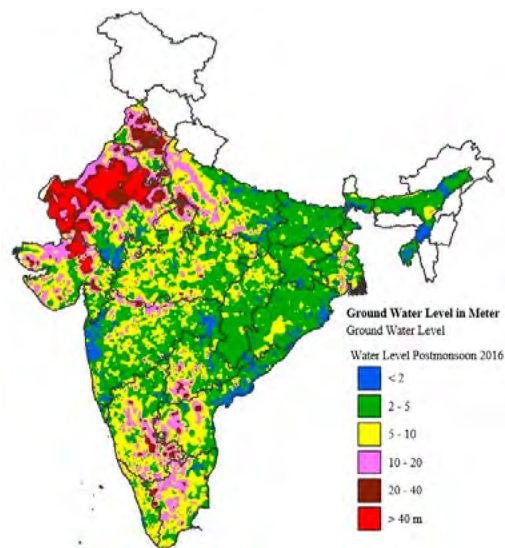 Ground Water Level in Meter
Ground Water Level
Water Level Postmonsoon 2016
< 2
2 - 5
5 - 10
10 - 20
20 - 40
> 40 m